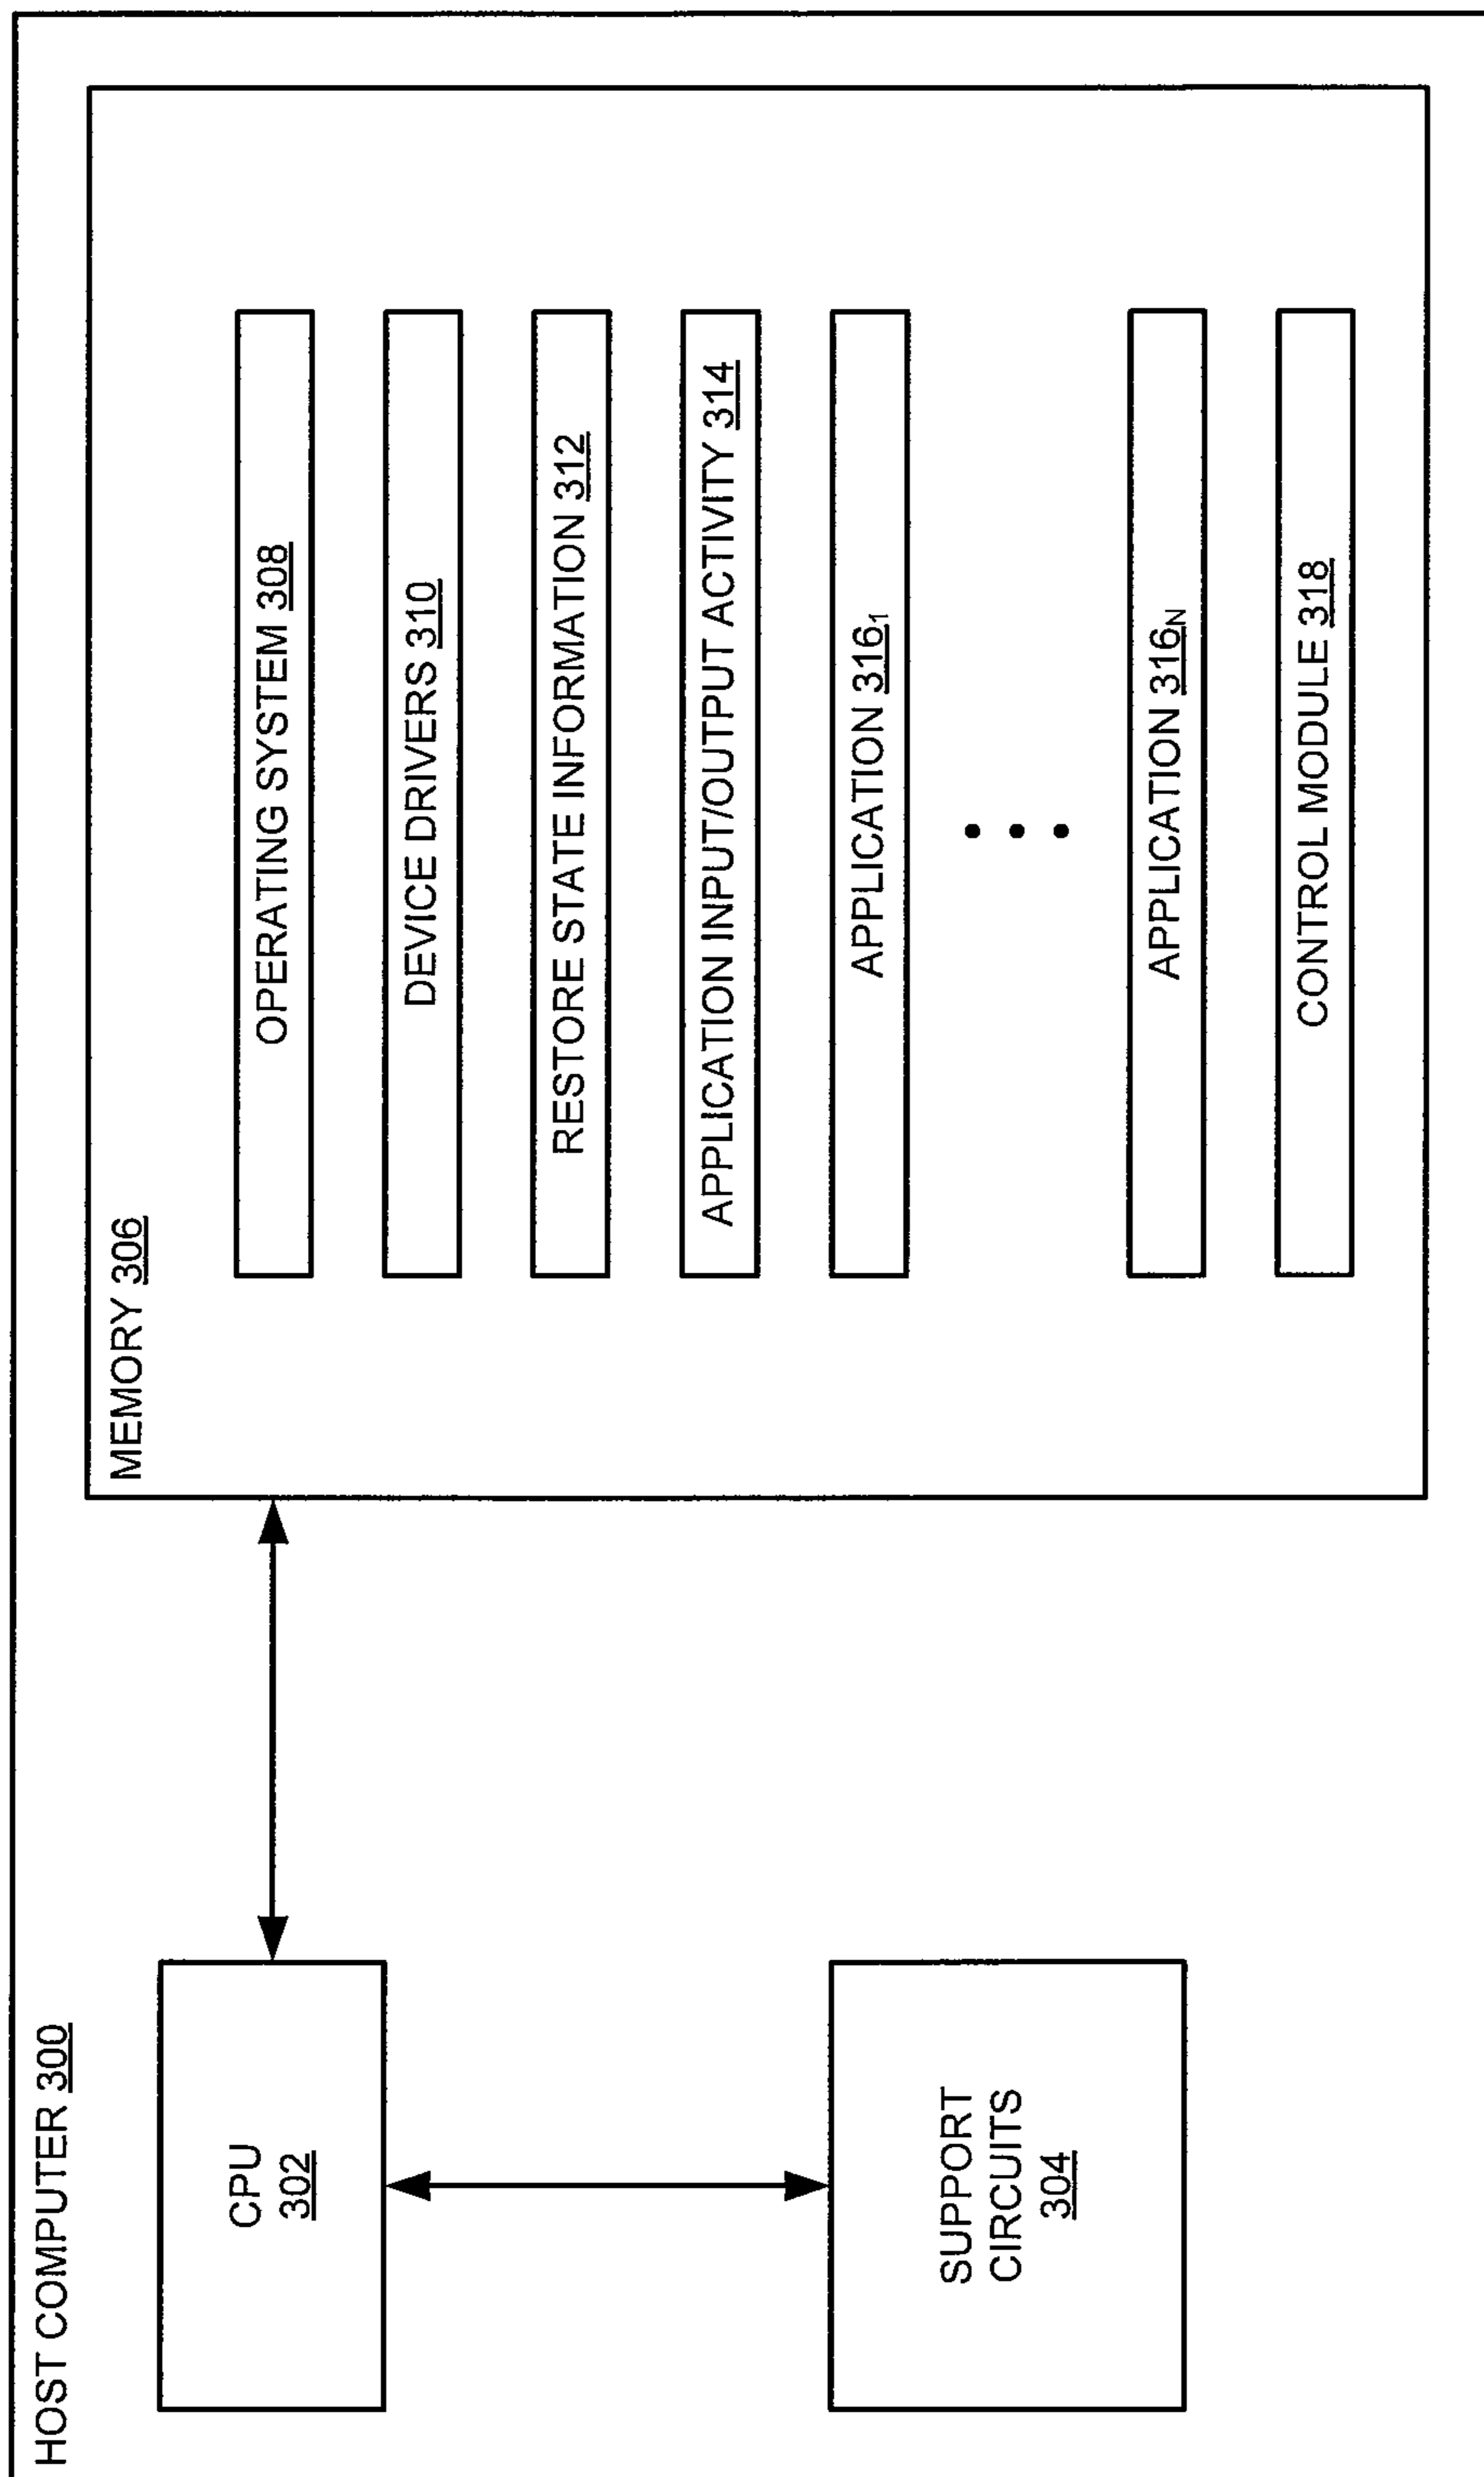 HOST COMPUTER 300
CPU
302
SUPPORT
CIRCUITS
304
MEMORY 306
OPERATING SYSTEM 308
DEVICE DRIVERS 310
RESTORE STATE INFORMATION 312
APPLICATION INPUT/OUTPUT ACTIVITY 314
APPLICATION 316₁
APPLICATION 316N
CONTROL MODULE 318